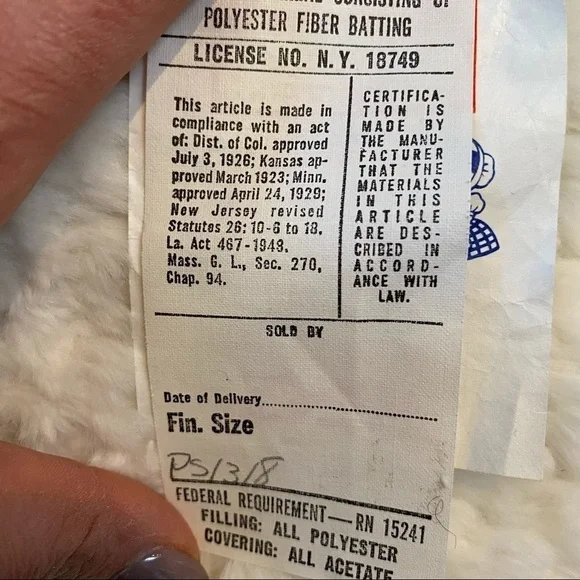 CONSISTING OF
POLYESTER FIBER BATTING
LICENSE NO. N.Y. 18749
This article is made in
compliance with an act
of: Dist. of Col. approved
July 3, 1926; Kansas ap-
proved March 1923; Minn.
approved April 24, 1929;
New Jersey revised
Statutes 26: 10-6 to 18.
La. Act 467-1948.
Mass. G. L., Sec. 270,
Chap. 94.
CERTIFICA-
TION IS
MADE BY
THE MANU-
FACTURER
THAT THE
MATERIALS
IN THIS
ARTICLE
ARE DES-
CRIBED IN
ACCORD-
ANCE WITH
LAW.
SOLD BY
Date of Delivery
Fin. Size
PS1318
FEDERAL REQUIREMENT—RN 15241
FILLING: ALL POLYESTER
COVERING: ALL ACETATE